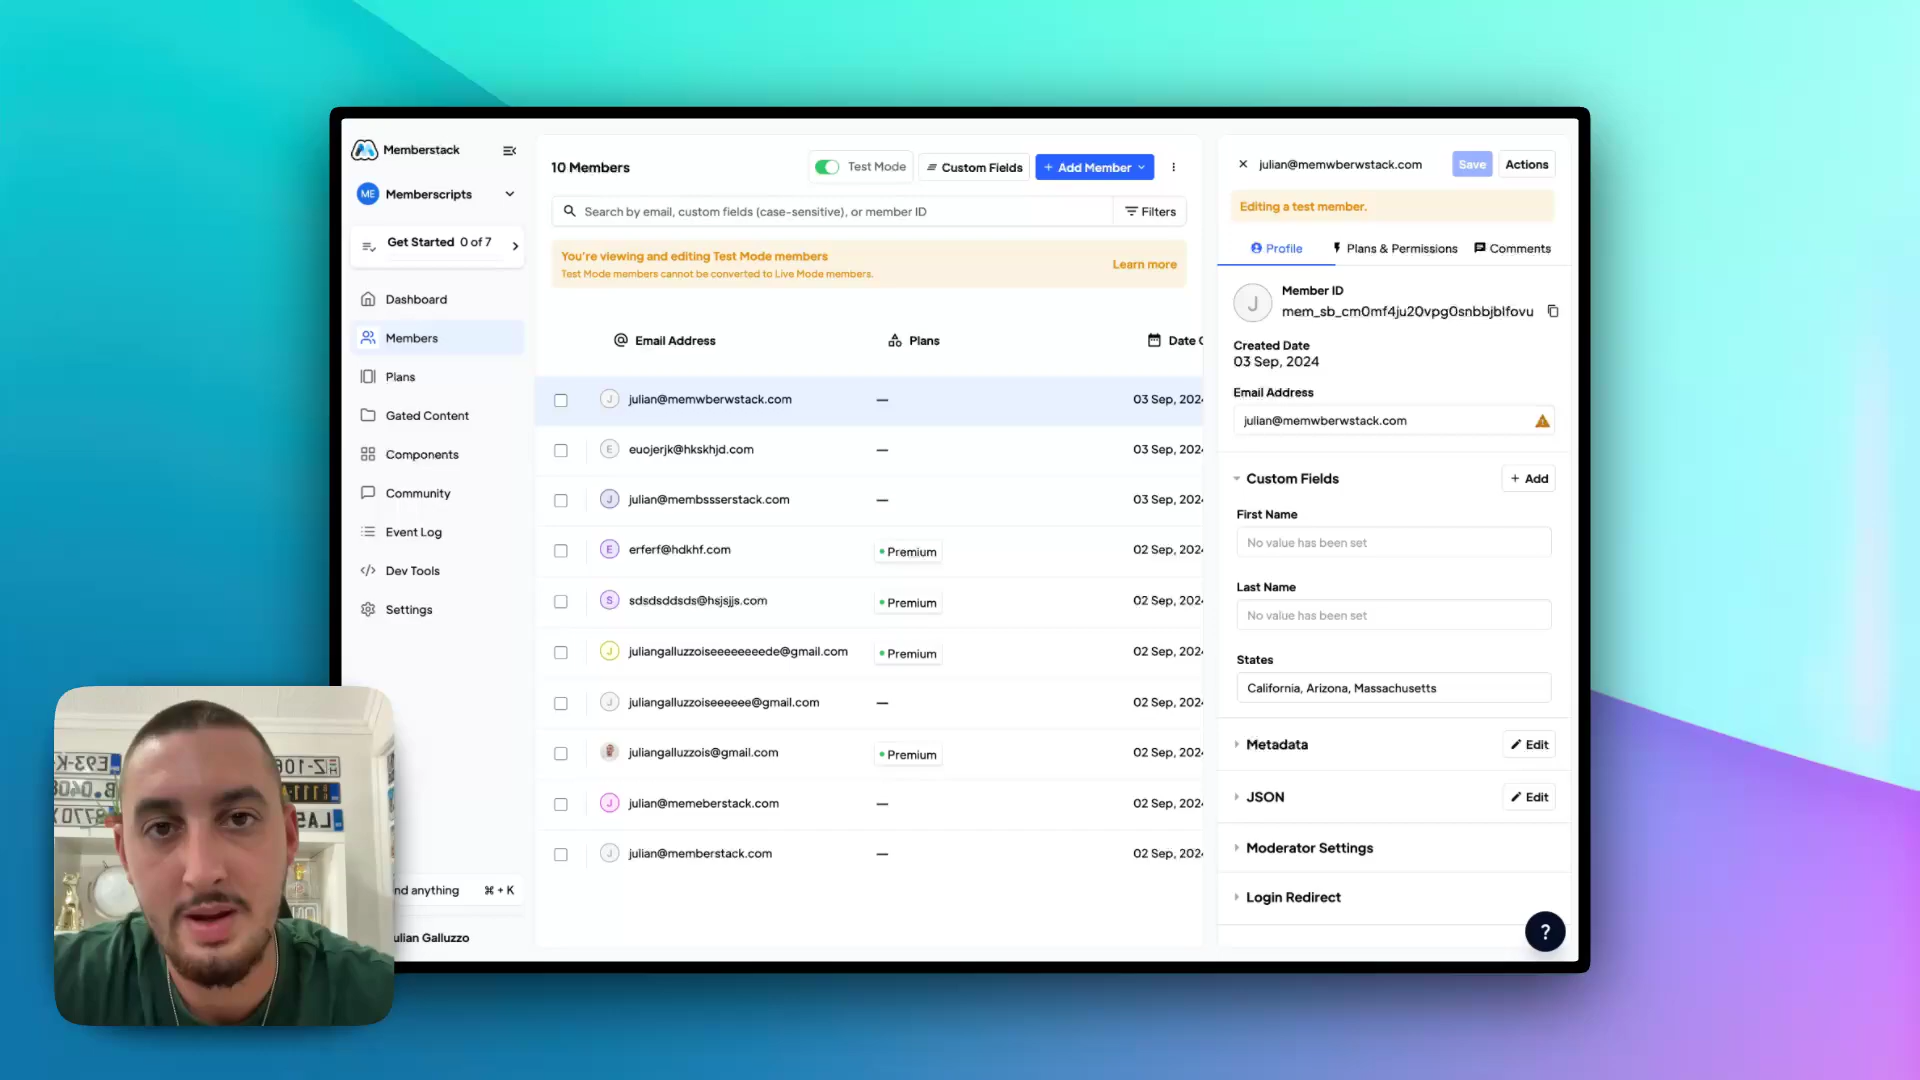 Memberstack
ME Memberscripts
Get Started 0 of 7
Dashboard
Members
Plans
Gated Content
Components
Community
Event Log
Dev Tools
Settings
nd anything ⌘ + K
ulian Galluzzo
10 Members
Test Mode
Custom Fields
+ Add Member
Search by email, custom fields (case-sensitive), or member ID
Filters
You're viewing and editing Test Mode members
Test Mode members cannot be converted to Live Mode members.
Learn more
Email Address Plans Date
J julian@memwberwstack.com — 03 Sep, 202
E euojerjk@hkskhjd.com — 03 Sep, 202
J julian@membssserstack.com — 03 Sep, 202
E erferf@hdkhf.com Premium 02 Sep, 202
S sdsdsddsds@hsjsjjs.com Premium 02 Sep, 202
J juliangalluzzoiseeeeeeeede@gmail.com Premium 02 Sep, 202
J juliangalluzzoiseeeeee@gmail.com — 02 Sep, 202
juliangalluzzois@gmail.com Premium 02 Sep, 202
J julian@memeberstack.com — 02 Sep, 202
J julian@memberstack.com — 02 Sep, 202
julian@memwberwstack.com
Save
Actions
Editing a test member.
Profile
Plans & Permissions
Comments
J
Member ID
mem_sb_cm0mf4ju20vpg0snbbjblfovu
Created Date
03 Sep, 2024
Email Address
julian@memwberwstack.com
Custom Fields
+ Add
First Name
No value has been set
Last Name
No value has been set
States
California, Arizona, Massachusetts
Metadata
Edit
JSON
Edit
Moderator Settings
Login Redirect
?